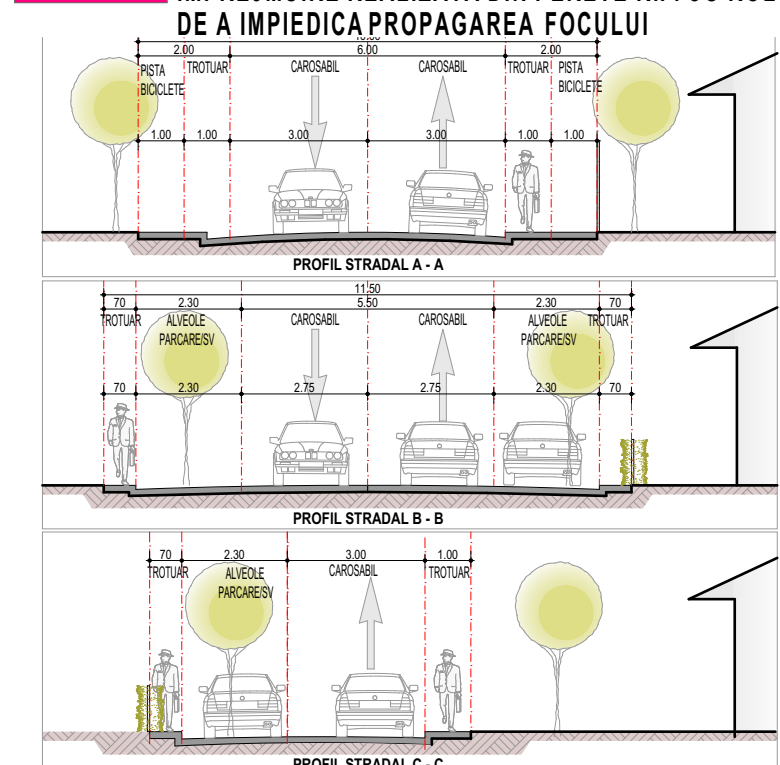 DE A IMPIEDICA PROPAGAREA FOCULUI
10.00
2.00 6.00 2.00
PISTA BICICLETE TROTUAR CAROSABIL CAROSABIL TROTUAR PISTA BICICLETE
1.00 1.00 3.00 3.00 1.00 1.00
PROFIL STRADAL A - A
11.50
70 2.30 5.50 2.30 70
TROTUAR ALVEOLE CAROSABIL CAROSABIL ALVEOLE TROTUAR
PARCARE/SV PARCARE/SV
70 2.30 2.75 2.75 2.30 70
PROFIL STRADAL B - B
70 2.30 3.00 1.00
TROTUAR ALVEOLE CAROSABIL TROTUAR
PARCARE/SV
PROFIL STRADAL C - C